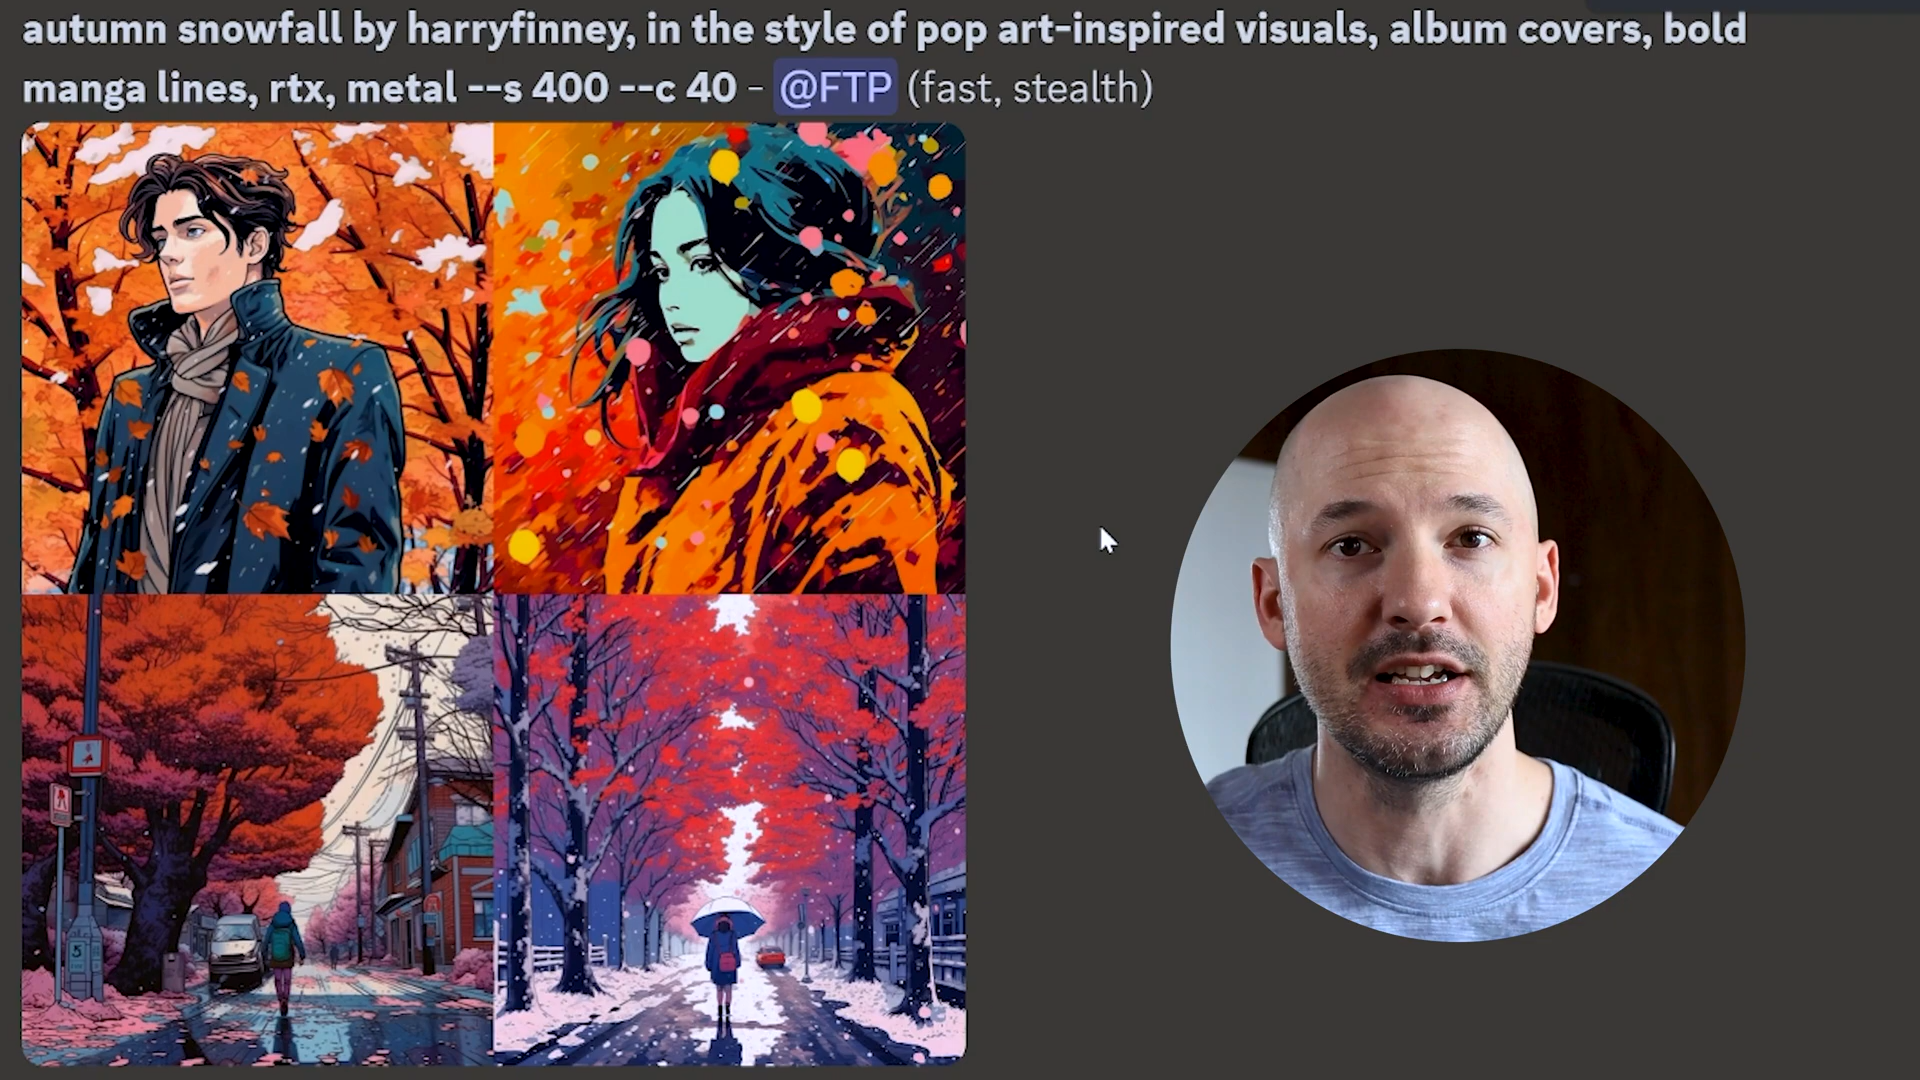 autumn snowfall by harryfinney, in the style of pop art-inspired visuals, album covers, bold
manga lines, rtx, metal --s 400 --c 40 - @FTP (fast, stealth)
5